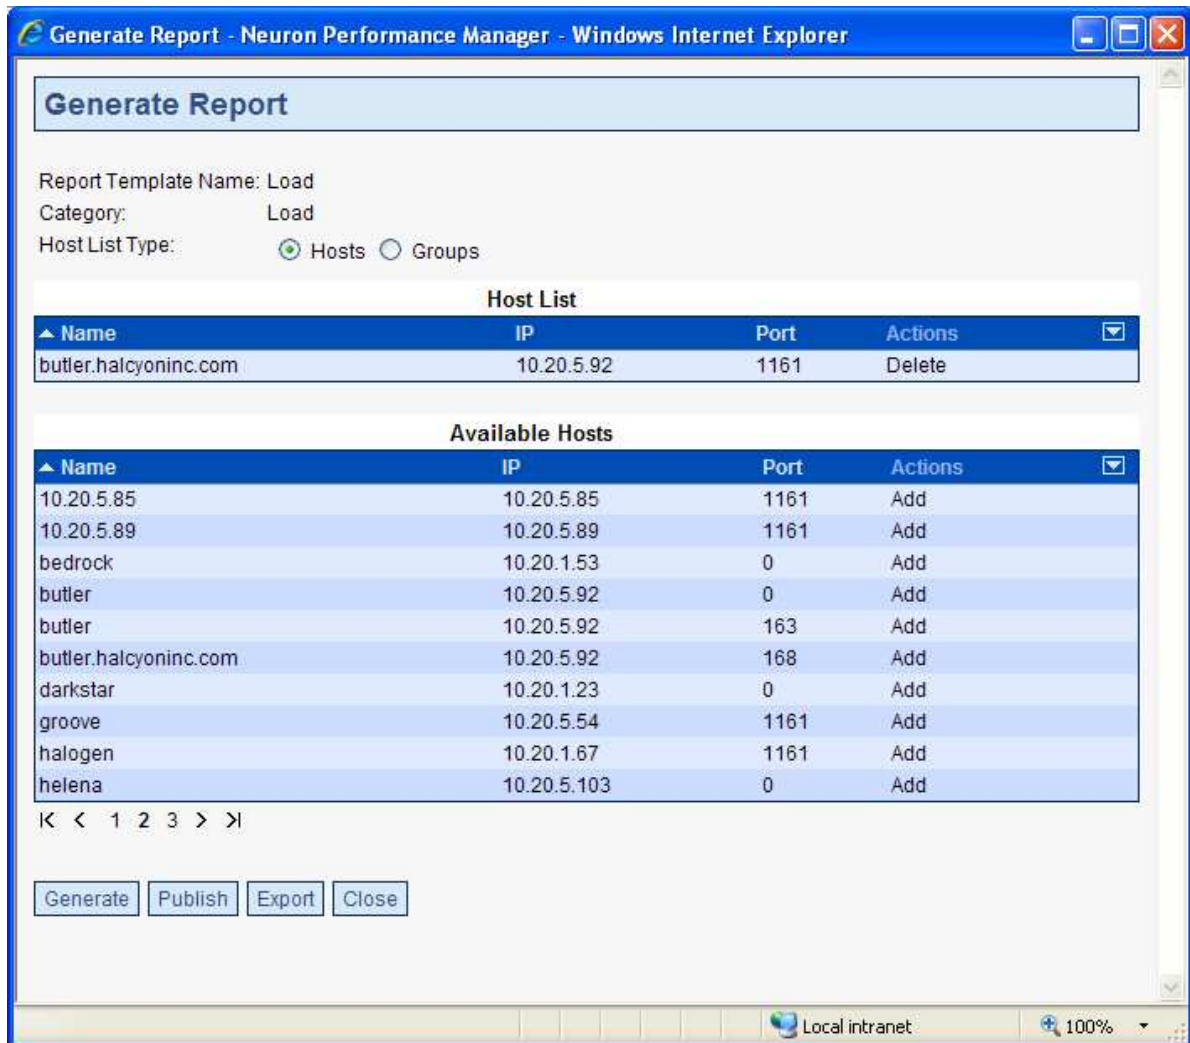 Generate Report - Neuron Performance Manager - Windows Internet Explorer
Generate Report
Report Template Name: Load
Category: Load
Host List Type: Hosts Groups
Host List
Name IP Port Actions
butler.halcyoninc.com 10.20.5.92 1161 Delete
Available Hosts
Name IP Port Actions
10.20.5.85 10.20.5.85 1161 Add
10.20.5.89 10.20.5.89 1161 Add
bedrock 10.20.1.53 0 Add
butler 10.20.5.92 0 Add
butler 10.20.5.92 163 Add
butler.halcyoninc.com 10.20.5.92 168 Add
darkstar 10.20.1.23 0 Add
groove 10.20.5.54 1161 Add
halogen 10.20.1.67 1161 Add
helena 10.20.5.103 0 Add
1 2 3
Generate Publish Export Close
Local intranet 100%